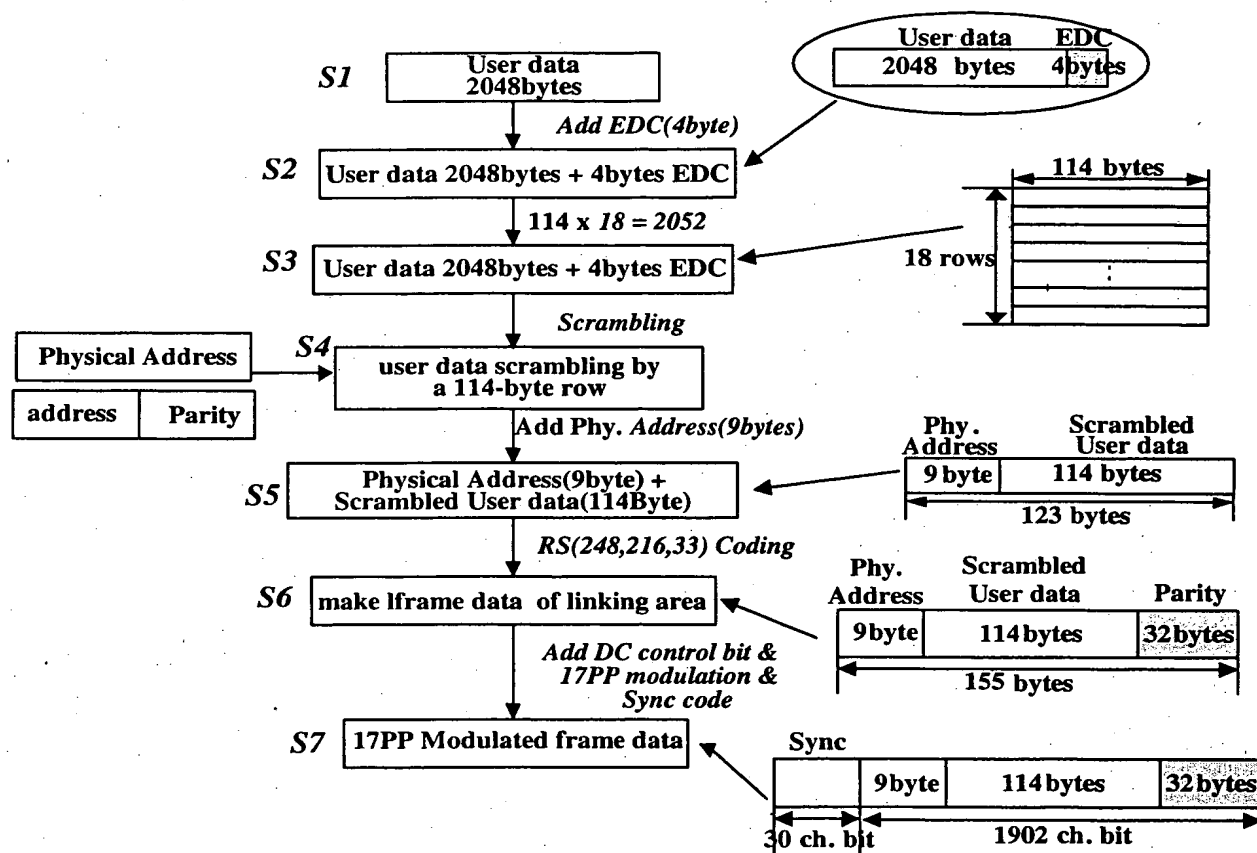 S1
User data
2048bytes
User data EDC
2048 bytes 4bytes
Add EDC(4byte)
S2
User data 2048bytes + 4bytes EDC
114 bytes
114 x 18 = 2052
S3
User data 2048bytes + 4bytes EDC
18 rows
Scrambling
Physical Address
S4
user data scrambling by
a 114-byte row
address Parity
Add Phy. Address(9bytes)
Phy.
Address
Scrambled
User data
S5
Physical Address(9byte) +
Scrambled User data(114Byte)
9 byte 114 bytes
123 bytes
RS(248,216,33) Coding
Phy.
Address
Scrambled
User data
Parity
S6
make 1frame data of linking area
9byte 114bytes 32bytes
155 bytes
Add DC control bit &
17PP modulation &
Sync code
S7
17PP Modulated frame data
Sync
9byte 114bytes 32bytes
30 ch. bit 1902 ch. bit